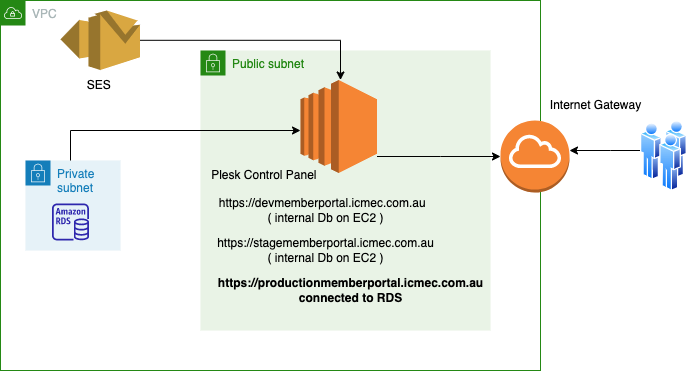 VPC
SES
Public subnet
Internet Gateway
Private
subnet
Amazon
RDS
Plesk Control Panel
https://devmemberportal.icmec.com.au
( internal Db on EC2 )
https://stagememberportal.icmec.com.au
( internal Db on EC2 )
https://productionmemberportal.icmec.com.au
connected to RDS